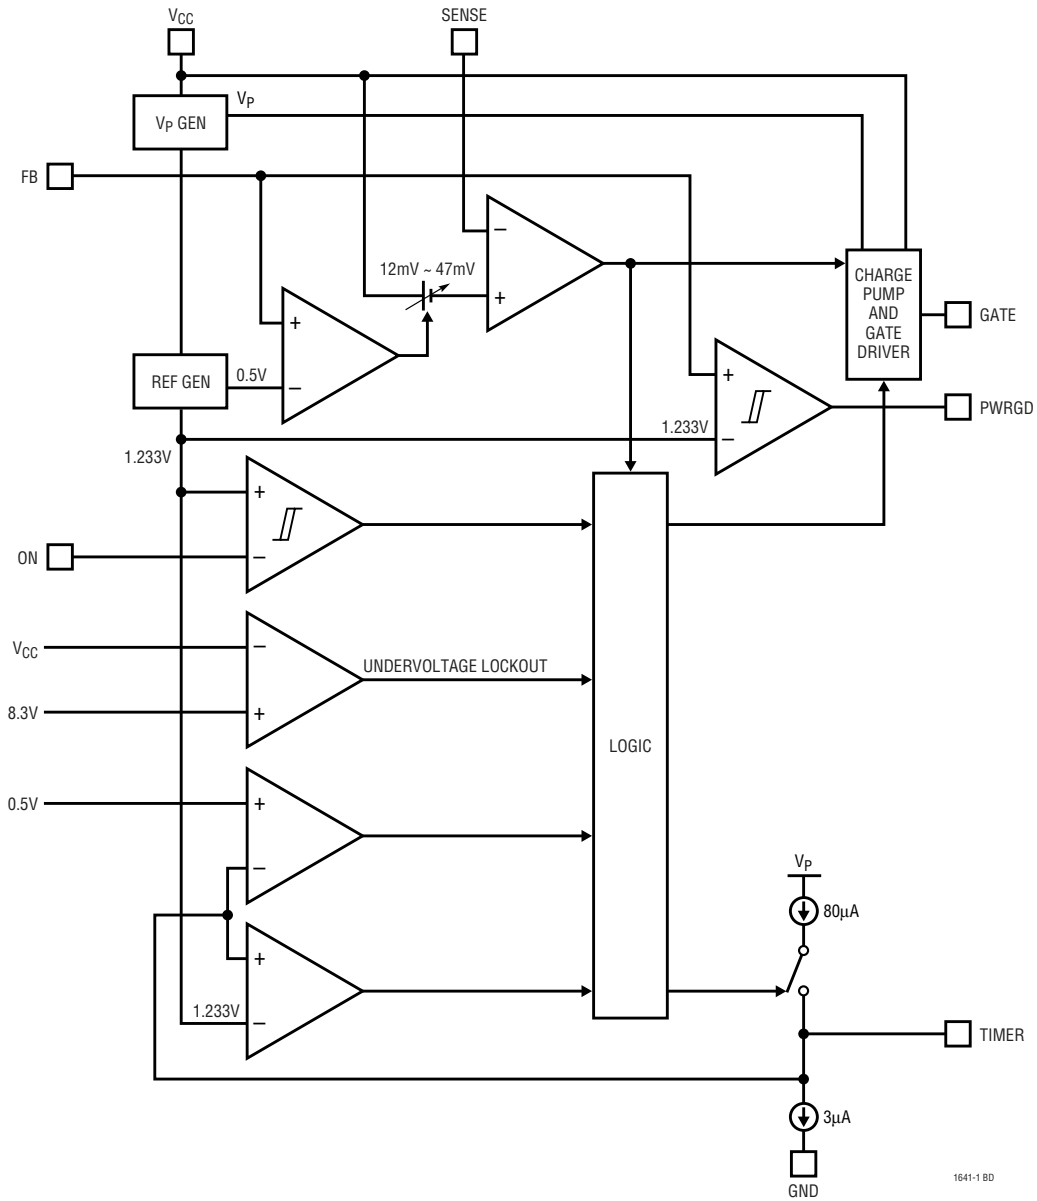 VCC
SENSE
VP
VP GEN
FB
12mV ~ 47mV
−
+
CHARGE
PUMP
AND
GATE
DRIVER
GATE
+
−
REF GEN
0.5V
+
−
1.233V
PWRGD
1.233V
+
−
ON
VCC
−
UNDERVOLTAGE LOCKOUT
8.3V
+
LOGIC
0.5V
+
−
VP
80µA
+
1.233V
−
TIMER
3µA
GND
1641-1 BD